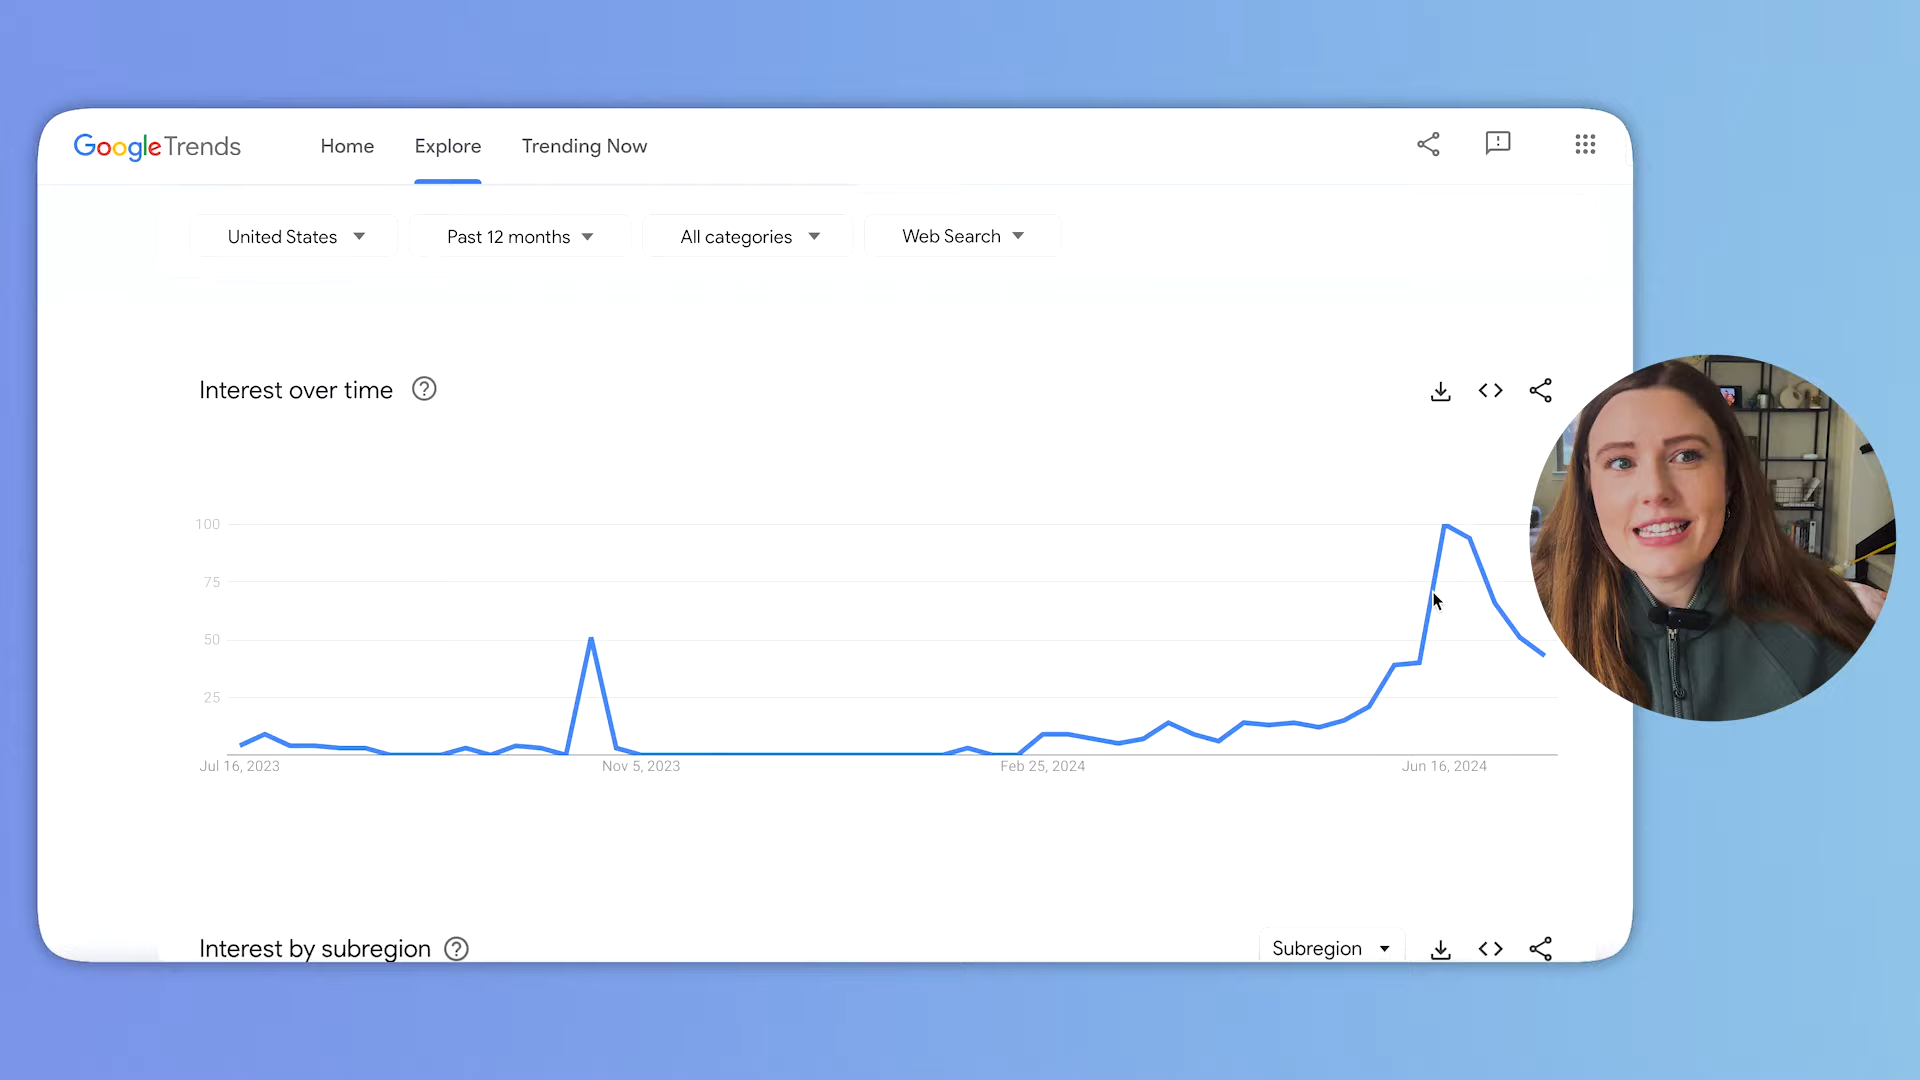 Google Trends
Home
Explore
Trending Now
United States
Past 12 months
All categories
Web Search
Interest over time
100
75
50
25
Jul 16, 2023
Nov 5, 2023
Feb 25, 2024
Jun 16, 2024
Interest by subregion
Subregion